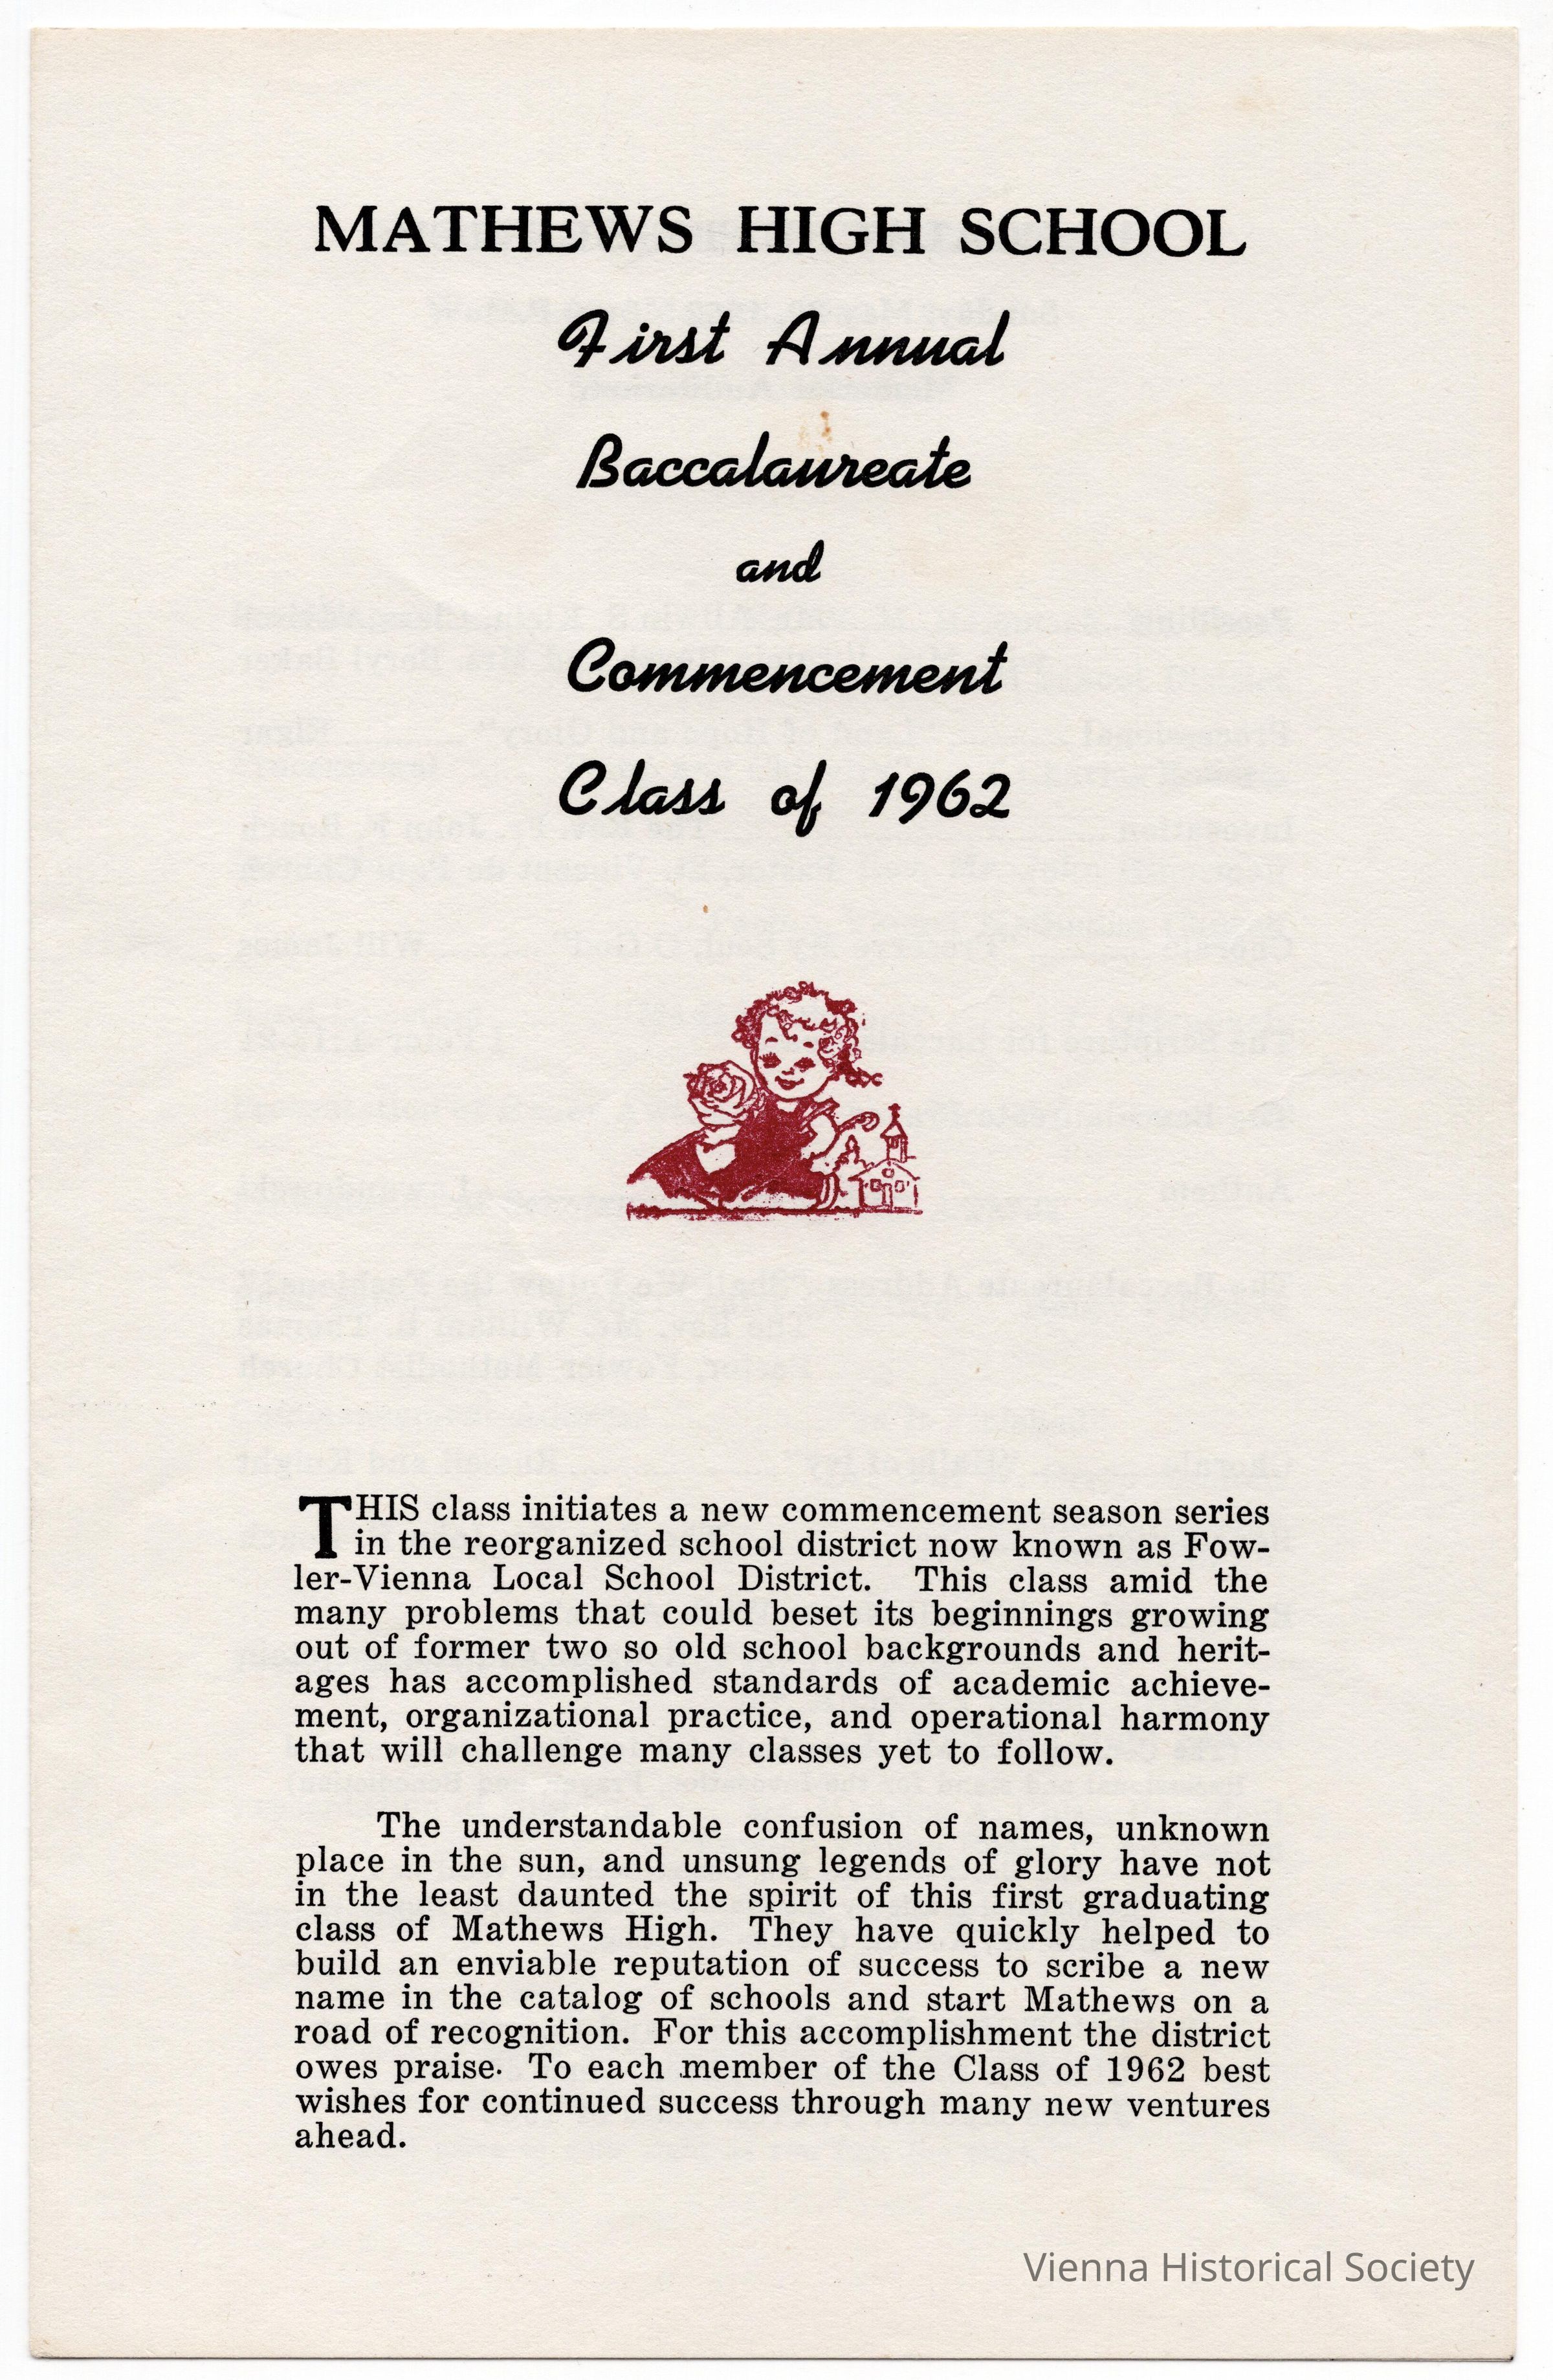 MATHEWS HIGH SCHOOL
First Annual
Baccalaureate
and
Commencement
Class of 1962
THIS class initiates a new commencement season series
in the reorganized school district now known as Fow-
ler-Vienna Local School District. This class amid the
many problems that could beset its beginnings growing
out of former two so old school backgrounds and herit-
ages has accomplished standards of academic achieve-
ment, organizational practice, and operational harmony
that will challenge many classes yet to follow.
The understandable confusion of names, unknown
place in the sun, and unsung legends of glory have not
in the least daunted the spirit of this first graduating
class of Mathews High. They have quickly helped to
build an enviable reputation of success to scribe a new
name in the catalog of schools and start Mathews on a
road of recognition. For this accomplishment the district
owes praise. To each member of the Class of 1962 best
wishes for continued success through many new ventures
ahead.
Vienna Historical Society